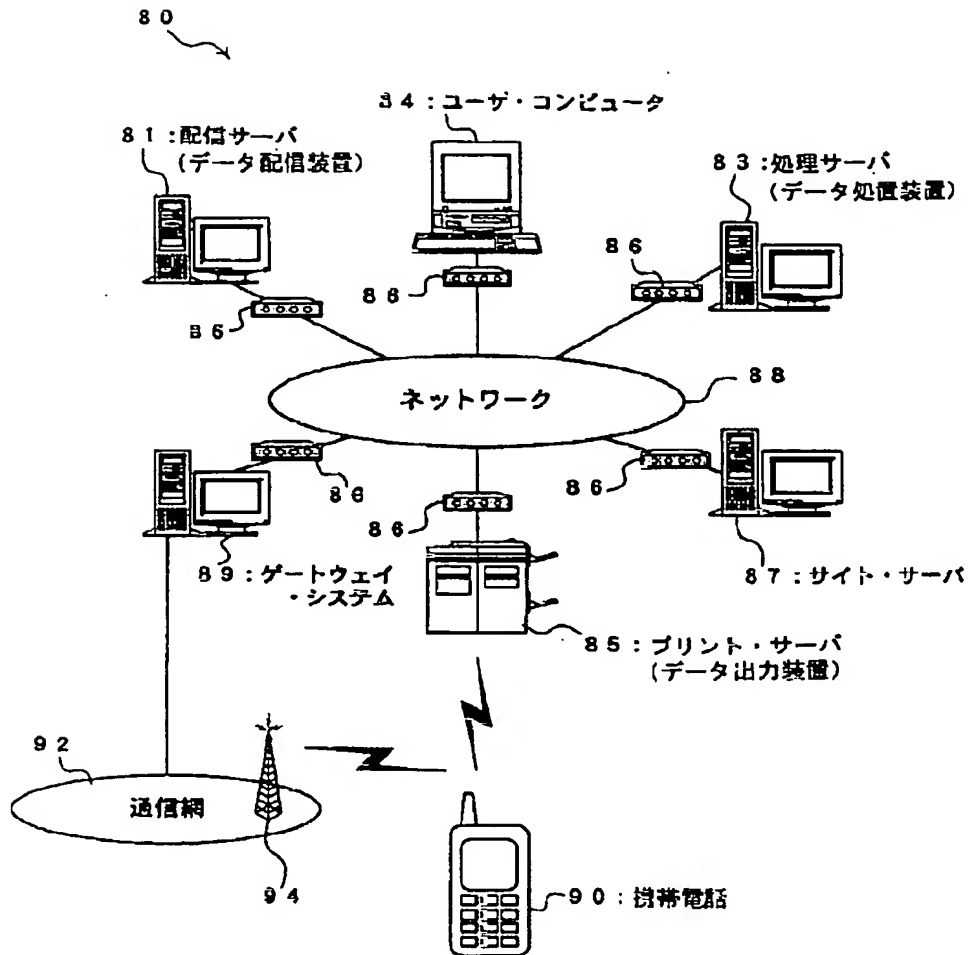 80
84：ユーザ・コンピュータ
81：配信サーバ
（データ配信装置）
83：処理サーバ
（データ処置装置）
86
86
86
ネットワーク
88
86
86
86
89：ゲートウェイ
・システム
87：サイト・サーバ
85：プリント・サーバ
（データ出力装置）
92
通信網
94
90：携帯電話